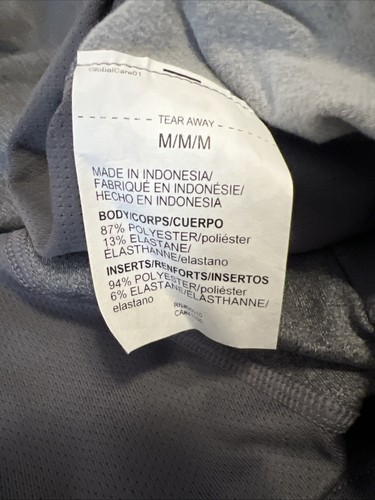 GlobalCare01
TEAR AWAY
M/M/M
MADE IN INDONESIA/
FABRIQUÉ EN INDONÉSIE/
HECHO EN INDONESIA
BODY/CORPS/CUERPO
87% POLYESTER/poliéster
13% ELASTANE/
ÉLASTHANNE/elastano
INSERTS/RENFORTS/INSERTOS
94% POLYESTER/poliéster
6% ELASTANE/ÉLASTHANNE/
elastano